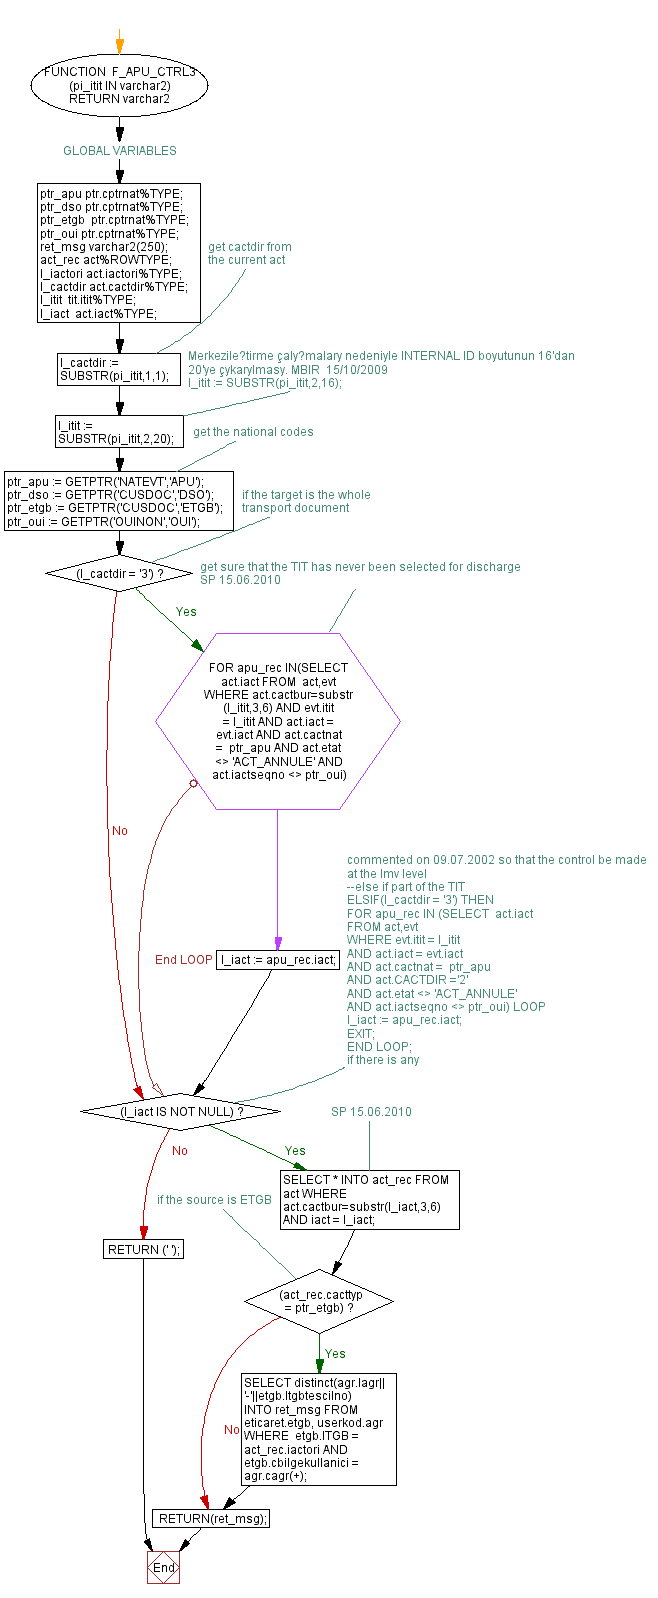 FUNCTION  F_APU_CTRL3
(pi_itit IN varchar2)
RETURN varchar2
GLOBAL VARIABLES
ptr_apu ptr.cptrnat%TYPE;
ptr_dso ptr.cptrnat%TYPE;
ptr_etgb  ptr.cptrnat%TYPE;
ptr_oui ptr.cptrnat%TYPE;
ret_msg varchar2(250);
act_rec act%ROWTYPE;
l_iactori act.iactori%TYPE;
l_cactdir act.cactdir%TYPE;
l_itit  tit.itit%TYPE;
l_iact  act.iact%TYPE;
get cactdir from
the current act
l_cactdir :=
SUBSTR(pi_itit,1,1);
Merkezile?tirme çaly?malary nedeniyle INTERNAL ID boyutunun 16'dan
20'ye çykarylmasy. MBIR  15/10/2009
l_itit := SUBSTR(pi_itit,2,16);
l_itit :=
SUBSTR(pi_itit,2,20);
get the national codes
ptr_apu := GETPTR('NATEVT','APU');
ptr_dso := GETPTR('CUSDOC','DSO');
ptr_etgb := GETPTR('CUSDOC','ETGB');
ptr_oui := GETPTR('OUINON','OUI');
if the target is the whole
transport document
(l_cactdir = '3') ?
get sure that the TIT has never been selected for discharge
SP 15.06.2010
Yes
FOR apu_rec IN(SELECT
act.iact FROM  act,evt
WHERE act.cactbur=substr
(l_itit,3,6) AND evt.itit
= l_itit AND act.iact =
evt.iact AND act.cactnat
=  ptr_apu AND act.etat
<> 'ACT_ANNULE' AND
act.iactseqno <> ptr_oui)
No
commented on 09.07.2002 so that the control be made
at the lmv level
--else if part of the TIT
ELSIF(l_cactdir = '3') THEN
FOR apu_rec IN (SELECT  act.iact
FROM act,evt
WHERE evt.itit = l_itit
AND act.iact = evt.iact
AND act.cactnat =  ptr_apu
AND act.CACTDIR ='2'
AND act.etat <> 'ACT_ANNULE'
AND act.iactseqno <> ptr_oui) LOOP
l_iact := apu_rec.iact;
EXIT;
END LOOP;
if there is any
End LOOP
l_iact := apu_rec.iact;
(l_iact IS NOT NULL) ?
SP 15.06.2010
No
Yes
SELECT * INTO act_rec FROM
act WHERE
act.cactbur=substr(l_iact,3,6)
AND iact = l_iact;
if the source is ETGB
RETURN (' ');
(act_rec.cacttyp
= ptr_etgb) ?
Yes
SELECT distinct(agr.lagr||
'-'||etgb.ltgbtescilno)
INTO ret_msg FROM
eticaret.etgb, userkod.agr
WHERE  etgb.ITGB =
act_rec.iactori AND
etgb.cbilgekullanici =
agr.cagr(+);
No
RETURN(ret_msg);
End